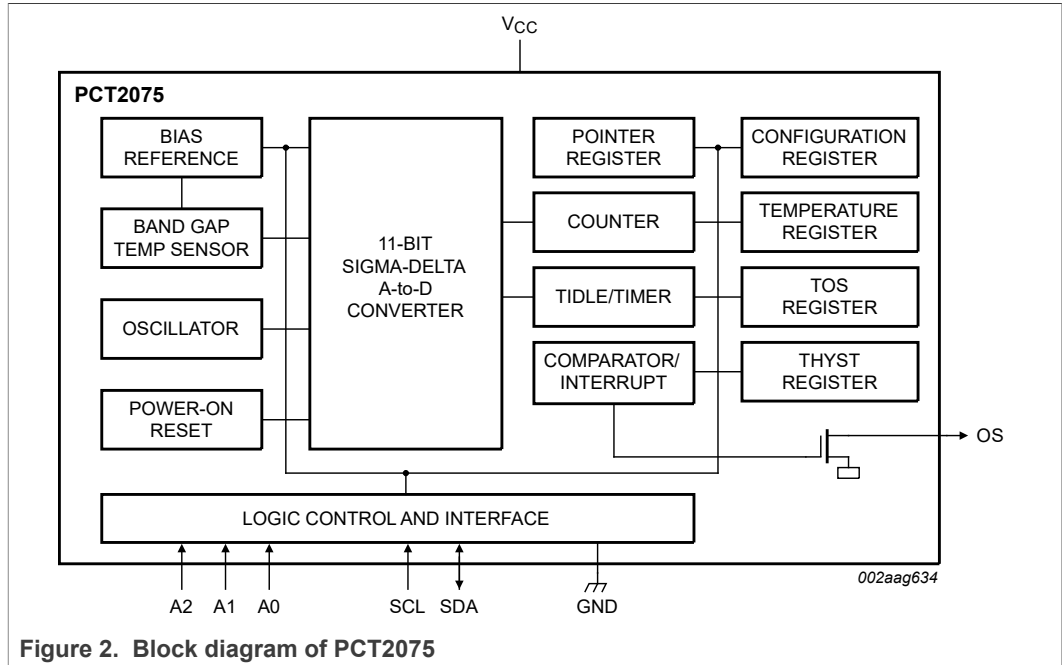 VCC
PCT2075
BIAS
REFERENCE
BAND GAP
TEMP SENSOR
OSCILLATOR
POWER-ON
RESET
11-BIT
SIGMA-DELTA
A-to-D
CONVERTER
POINTER
REGISTER
COUNTER
TIDLE/TIMER
COMPARATOR/
INTERRUPT
CONFIGURATION
REGISTER
TEMPERATURE
REGISTER
TOS
REGISTER
THYST
REGISTER
OS
LOGIC CONTROL AND INTERFACE
002aag634
A2 A1 A0 SCL SDA GND
Figure 2. Block diagram of PCT2075